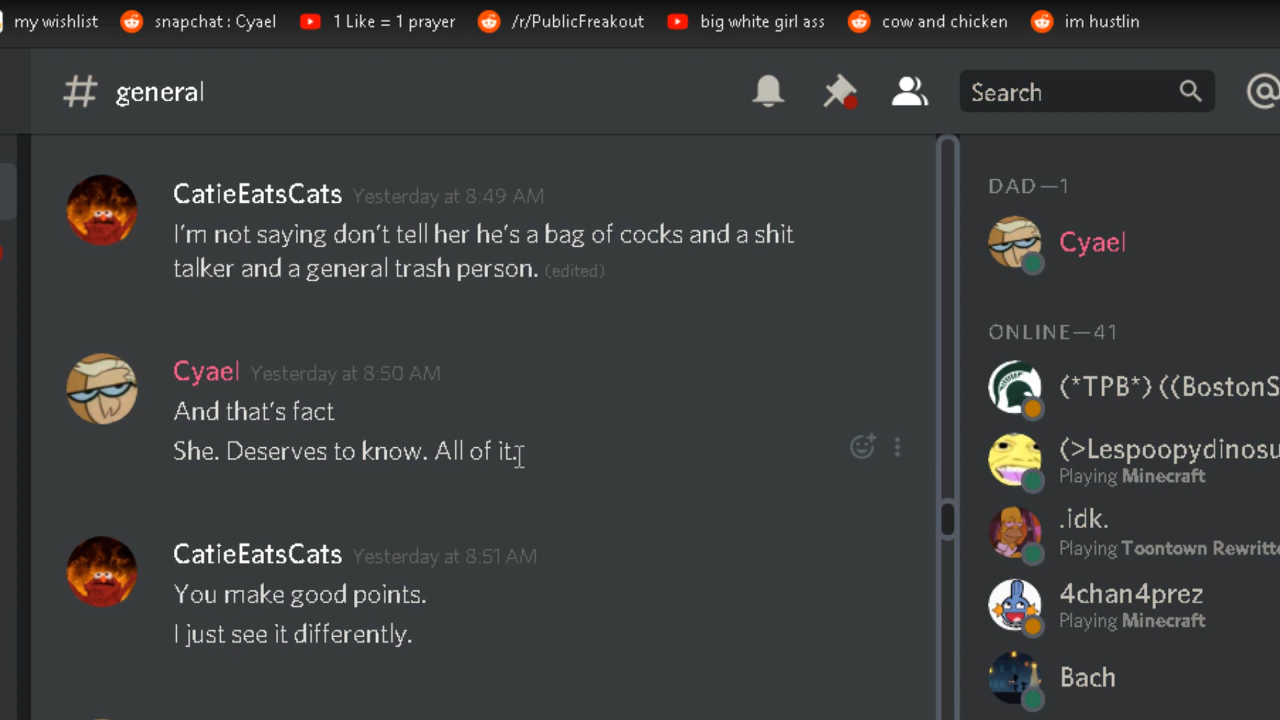 my wishlist snapchat : Cyael 1 Like = 1 prayer /r/PublicFreakout big white girl ass cow and chicken im hustlin
# general Search @
CatieEatsCats Yesterday at 8:49 AM
I'm not saying don't tell her he's a bag of cocks and a shit
talker and a general trash person. (edited)
Cyael Yesterday at 8:50 AM
And that's fact
She. Deserves to know. All of it.
CatieEatsCats Yesterday at 8:51 AM
You make good points.
I just see it differently.
DAD—1
Cyael
ONLINE—41
(*TPB*) ((BostonS
(>Lespoopydinosu
Playing Minecraft
.idk.
Playing Toontown Rewritte
4chan4prez
Playing Minecraft
Bach